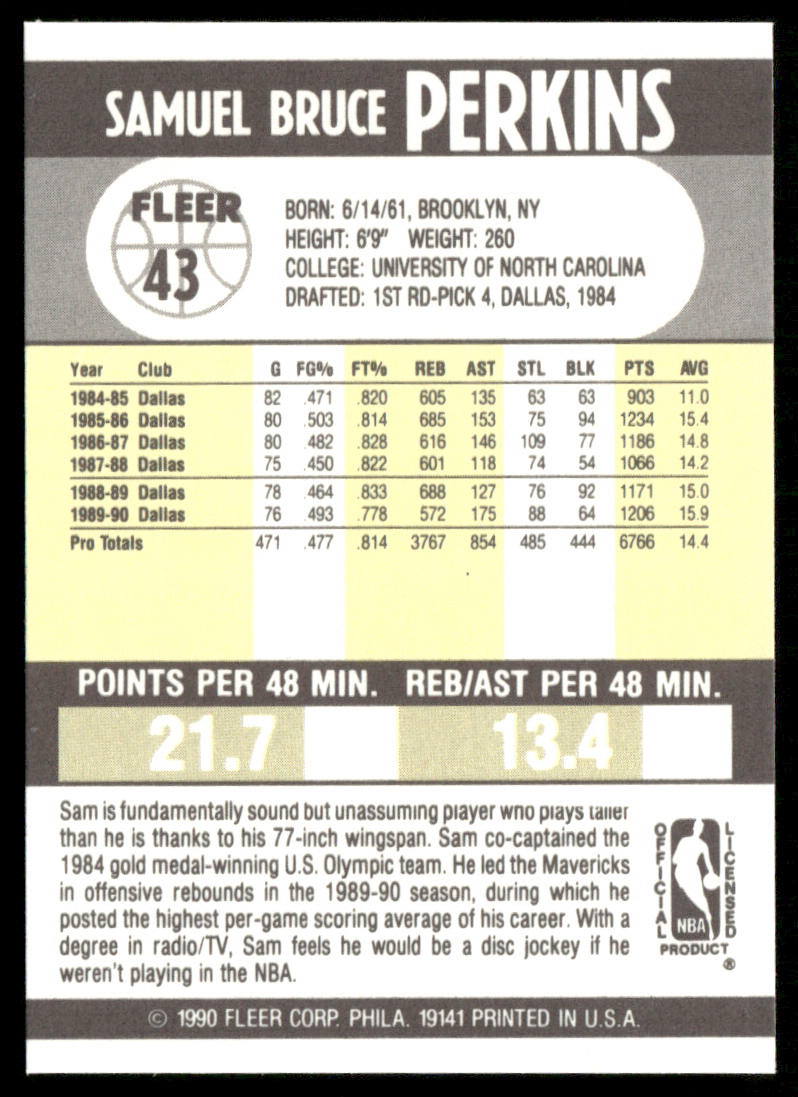 SAMUEL BRUCE PERKINS
FLEER
43
BORN: 6/14/61, BROOKLYN, NY
HEIGHT: 6'9" WEIGHT: 260
COLLEGE: UNIVERSITY OF NORTH CAROLINA
DRAFTED: 1ST RD-PICK 4, DALLAS, 1984
Year Club G FG% FT% REB AST STL BLK PTS AVG
1984-85 Dallas 82 .471 .820 605 135 63 63 903 11.0
1985-86 Dallas 80 .503 .814 685 153 75 94 1234 15.4
1986-87 Dallas 80 .482 .828 616 146 109 77 1186 14.8
1987-88 Dallas 75 .450 .822 601 118 74 54 1066 14.2
1988-89 Dallas 78 .464 .833 688 127 76 92 1171 15.0
1989-90 Dallas 76 .493 .778 572 175 88 64 1206 15.9
Pro Totals 471 .477 .814 3767 854 485 444 6766 14.4
POINTS PER 48 MIN. REB/AST PER 48 MIN.
21.7 13.4
Sam is fundamentally sound but unassuming player who plays taller
than he is thanks to his 77-inch wingspan. Sam co-captained the
1984 gold medal-winning U.S. Olympic team. He led the Mavericks
in offensive rebounds in the 1989-90 season, during which he
posted the highest per-game scoring average of his career. With a
degree in radio/TV, Sam feels he would be a disc jockey if he
weren't playing in the NBA.
OFFICIAL
LICENSED
NBA
PRODUCT
®
© 1990 FLEER CORP. PHILA. 19141 PRINTED IN U.S.A.